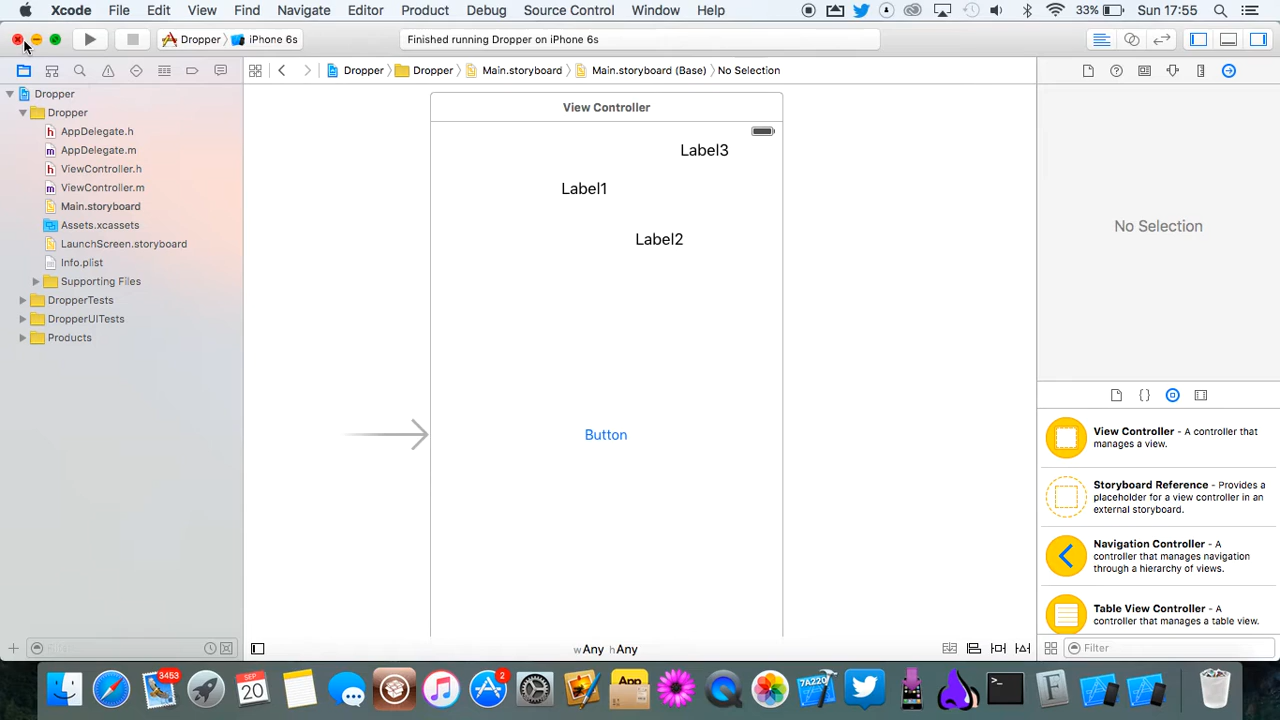 Xcode File Edit View Find Navigate Editor Product Debug Source Control Window Help 33% Sun 17:55
Dropper iPhone 6s Finished running Dropper on iPhone 6s
Dropper Dropper Main.storyboard Main.storyboard (Base) No Selection
Dropper
Dropper
h AppDelegate.h
m AppDelegate.m
h ViewController.h
m ViewController.m
Main.storyboard
Assets.xcassets
LaunchScreen.storyboard
Info.plist
Supporting Files
DropperTests
DropperUITests
Products
Filter
View Controller
Label3
Label1
Label2
Button
wAny hAny
No Selection
View Controller - A controller that
manages a view.
Storyboard Reference - Provides a
placeholder for a view controller in an
external storyboard.
Navigation Controller - A
controller that manages navigation
through a hierarchy of views.
Table View Controller - A
controller that manages a table view.
Filter
3453
SEP
20
2
App
7A220